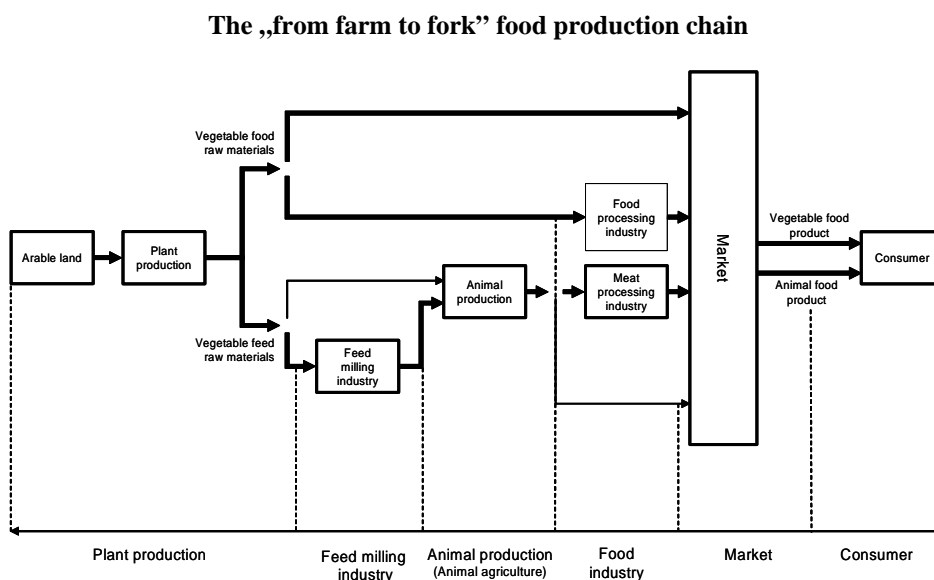 The „from farm to fork” food production chain
Vegetable food
raw materials
Arable land
Plant
production
Vegetable feed
raw materials
Feed
milling
industry
Animal
production
Food
processing
industry
Meat
processing
industry
Market
Vegetable food
product
Animal food
product
Consumer
Plant production
Feed milling
industry
Animal production
(Animal agriculture)
Food
industry
Market
Consumer